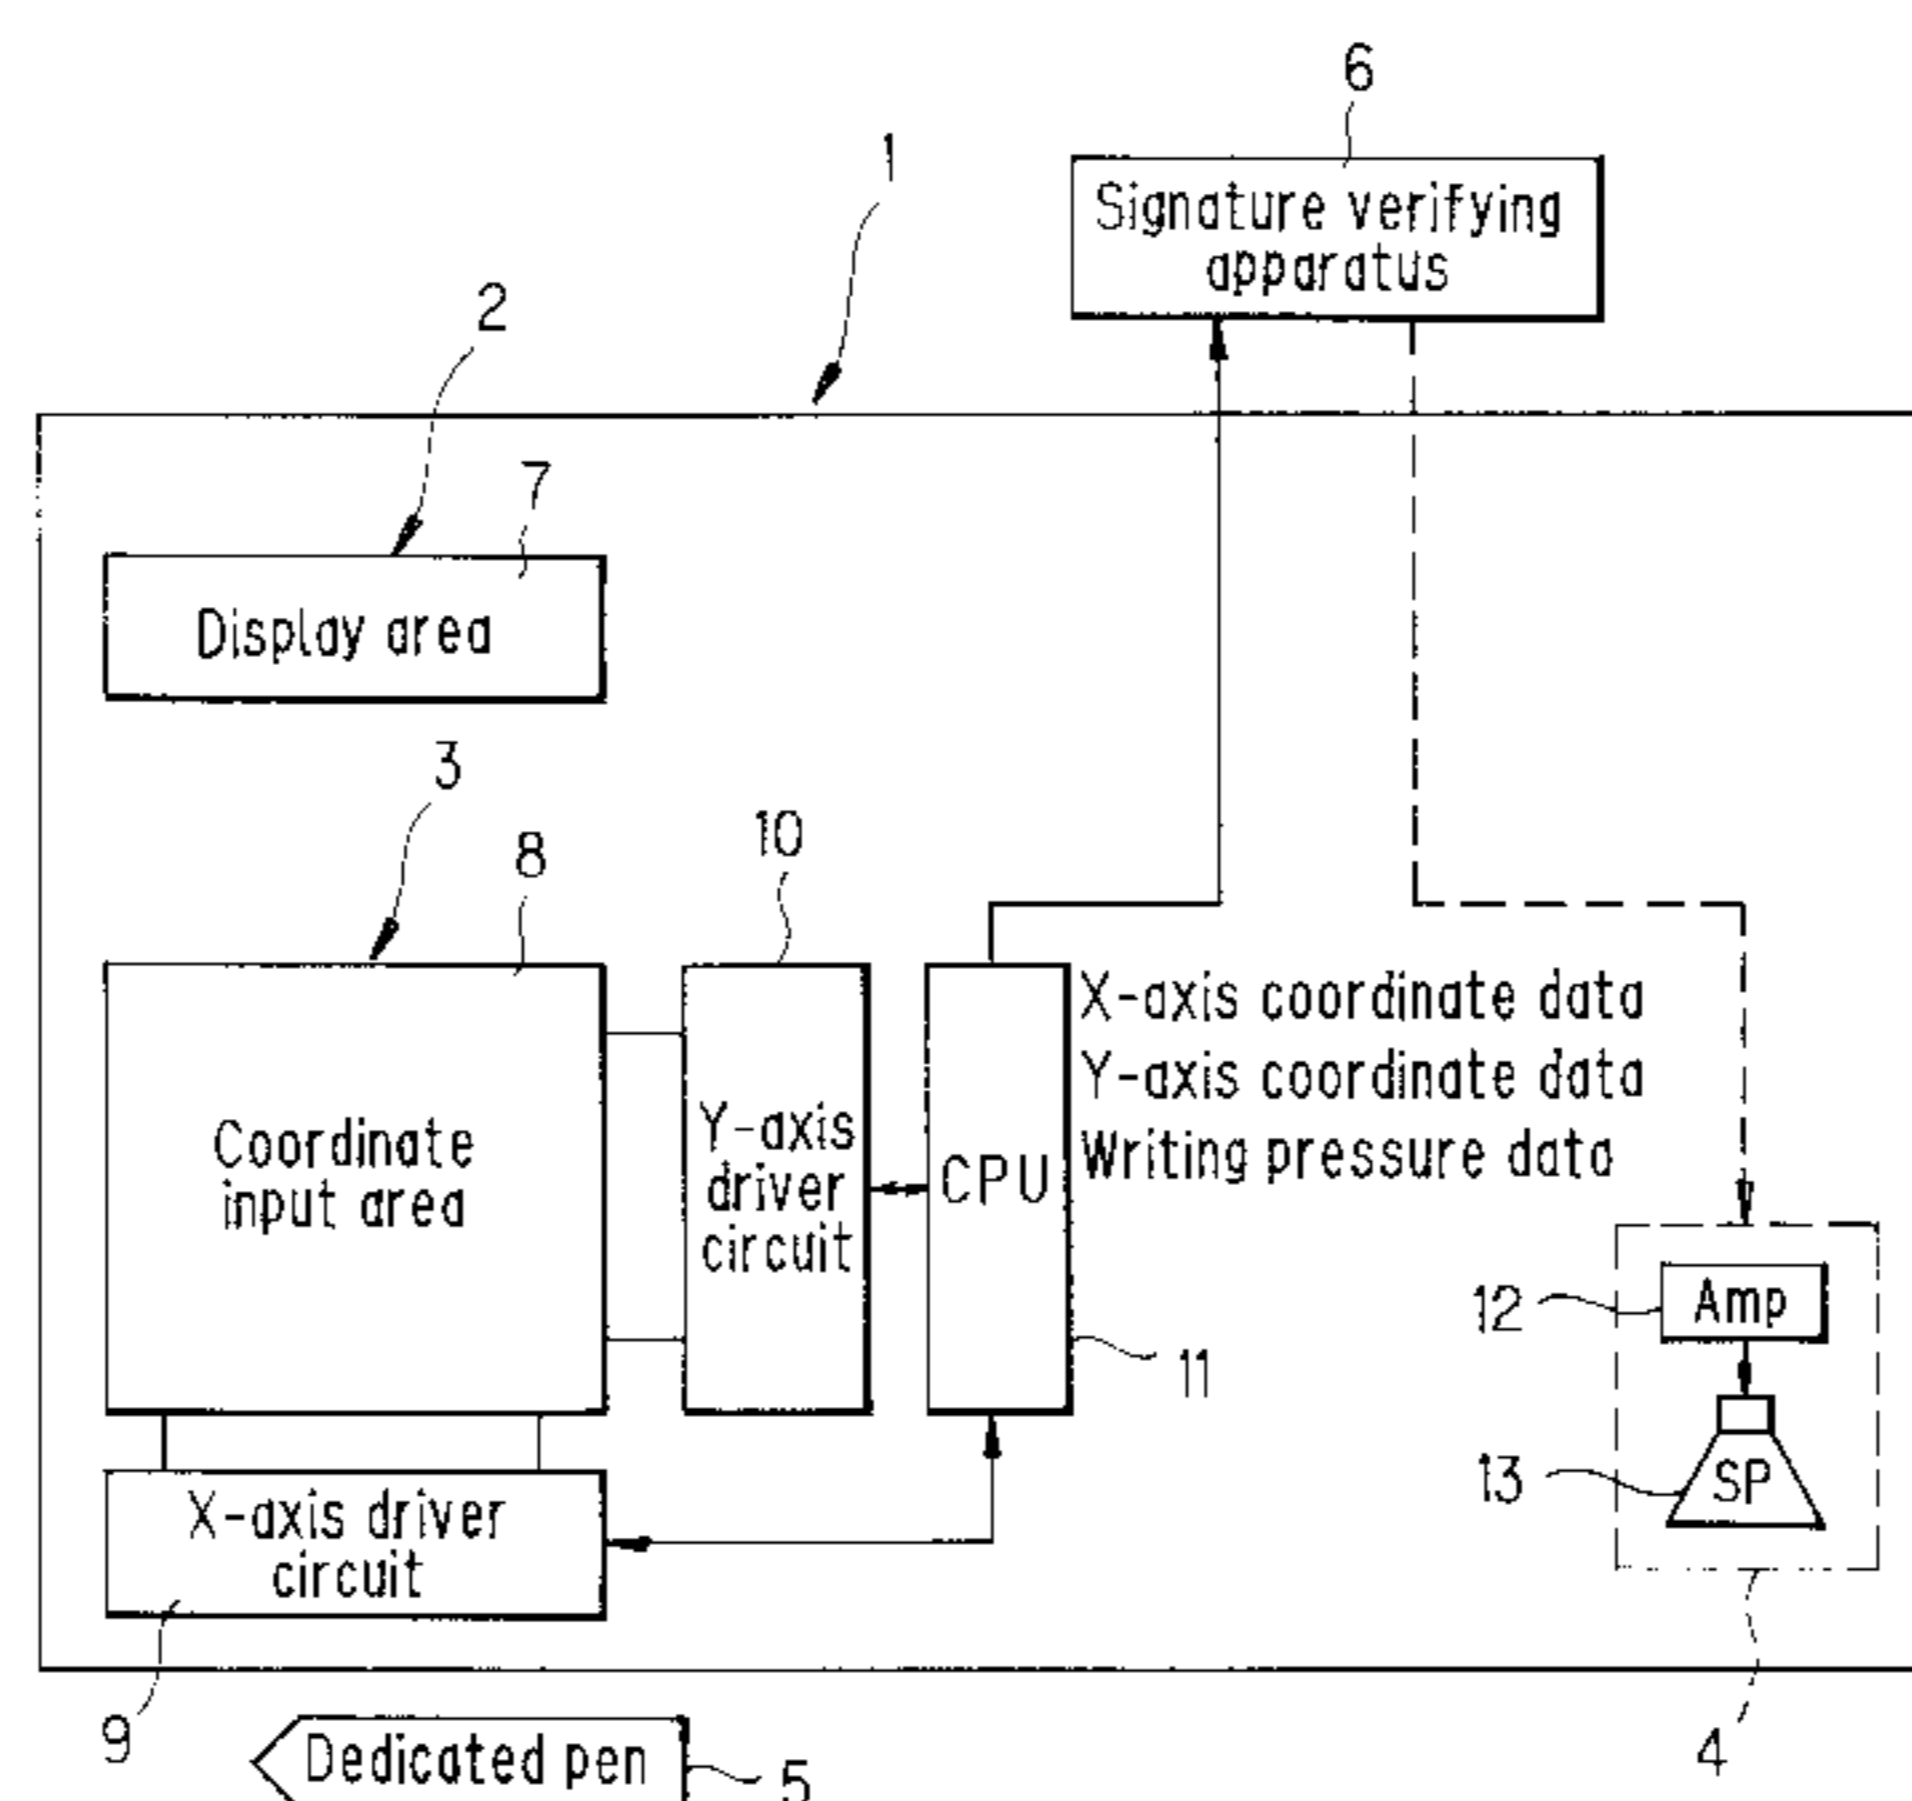 6
1
Signature verifying
apparatus
2
7
Display area
3
8
10
X-axis coordinate data
Y-axis coordinate data
Writing pressure data
Coordinate
input area
Y-axis
driver
circuit
CPU
12
Amp
11
13
SP
X-axis driver
circuit
9
4
Dedicated pen
5